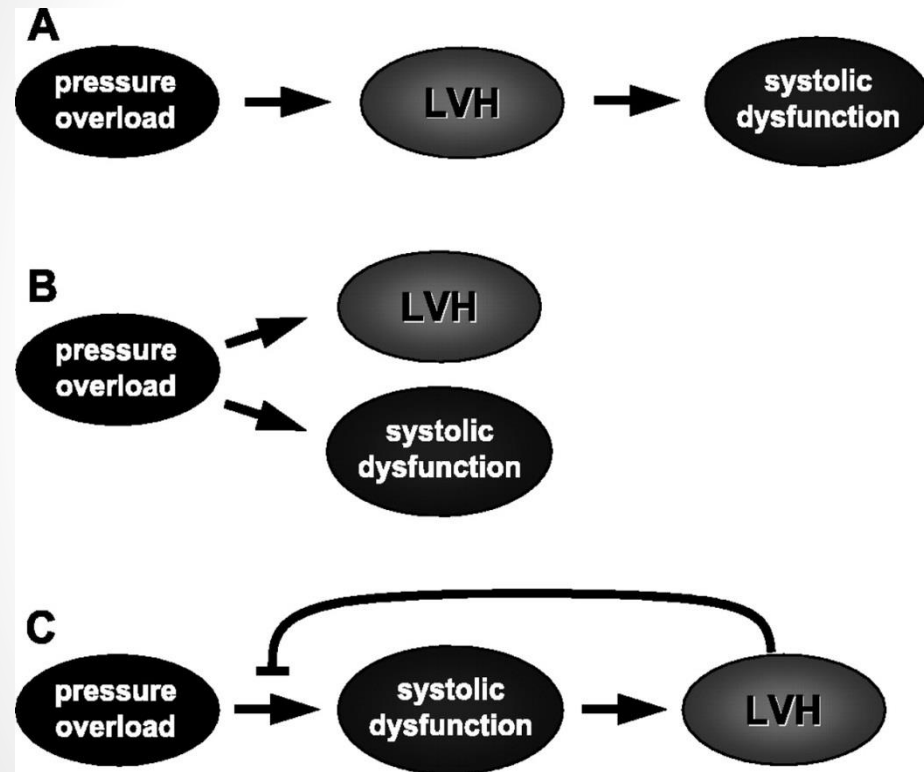 A
pressure
overload
LVH
systolic
dysfunction
B
pressure
overload
LVH
systolic
dysfunction
C
pressure
overload
systolic
dysfunction
LVH